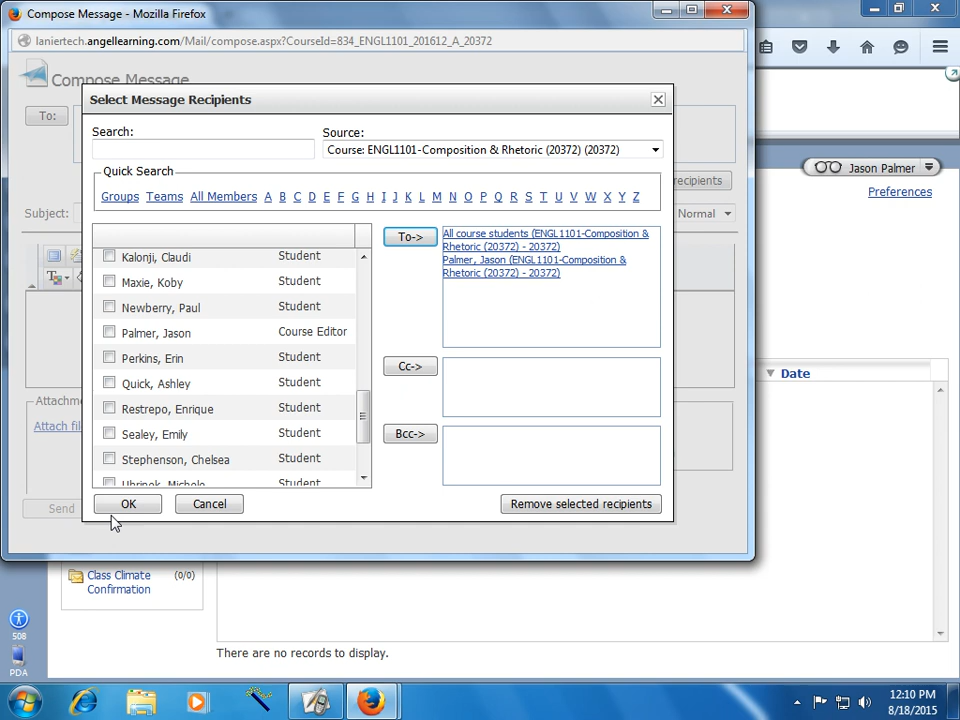 Compose Message - Mozilla Firefox
laniertech.angellearning.com/Mail/compose.aspx?CourseId=834_ENGL1101_201612_A_20372
Compose Message
To:
Select Message Recipients
Search:
Source:
Course: ENGL1101-Composition & Rhetoric (20372) (20372)
Quick Search
Groups Teams All Members A B C D E F G H I J K L M N O P Q R S T U V W X Y Z
Kalonji, Claudi Student
Maxie, Koby Student
Newberry, Paul Student
Palmer, Jason Course Editor
Perkins, Erin Student
Quick, Ashley Student
Restrepo, Enrique Student
Sealey, Emily Student
Stephenson, Chelsea Student
Student
To->
All course students (ENGL1101-Composition &
Rhetoric (20372) - 20372)
Palmer, Jason (ENGL1101-Composition &
Rhetoric (20372) - 20372)
Cc->
Bcc->
OK
Cancel
Remove selected recipients
recipients
Subject:
Normal
Attachme
Attach fil
Send
Jason Palmer
Preferences
Date
Class Climate
Confirmation
(0/0)
There are no records to display.
508
PDA
12:10 PM
8/18/2015